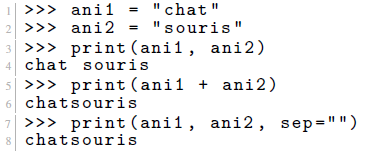 1 >>> ani1 = "chat"
2 >>> ani2 = "souris"
3 >>> print(ani1, ani2)
4 chat souris
5 >>> print(ani1 + ani2)
6 chatsouris
7 >>> print(ani1, ani2, sep="")
8 chatsouris